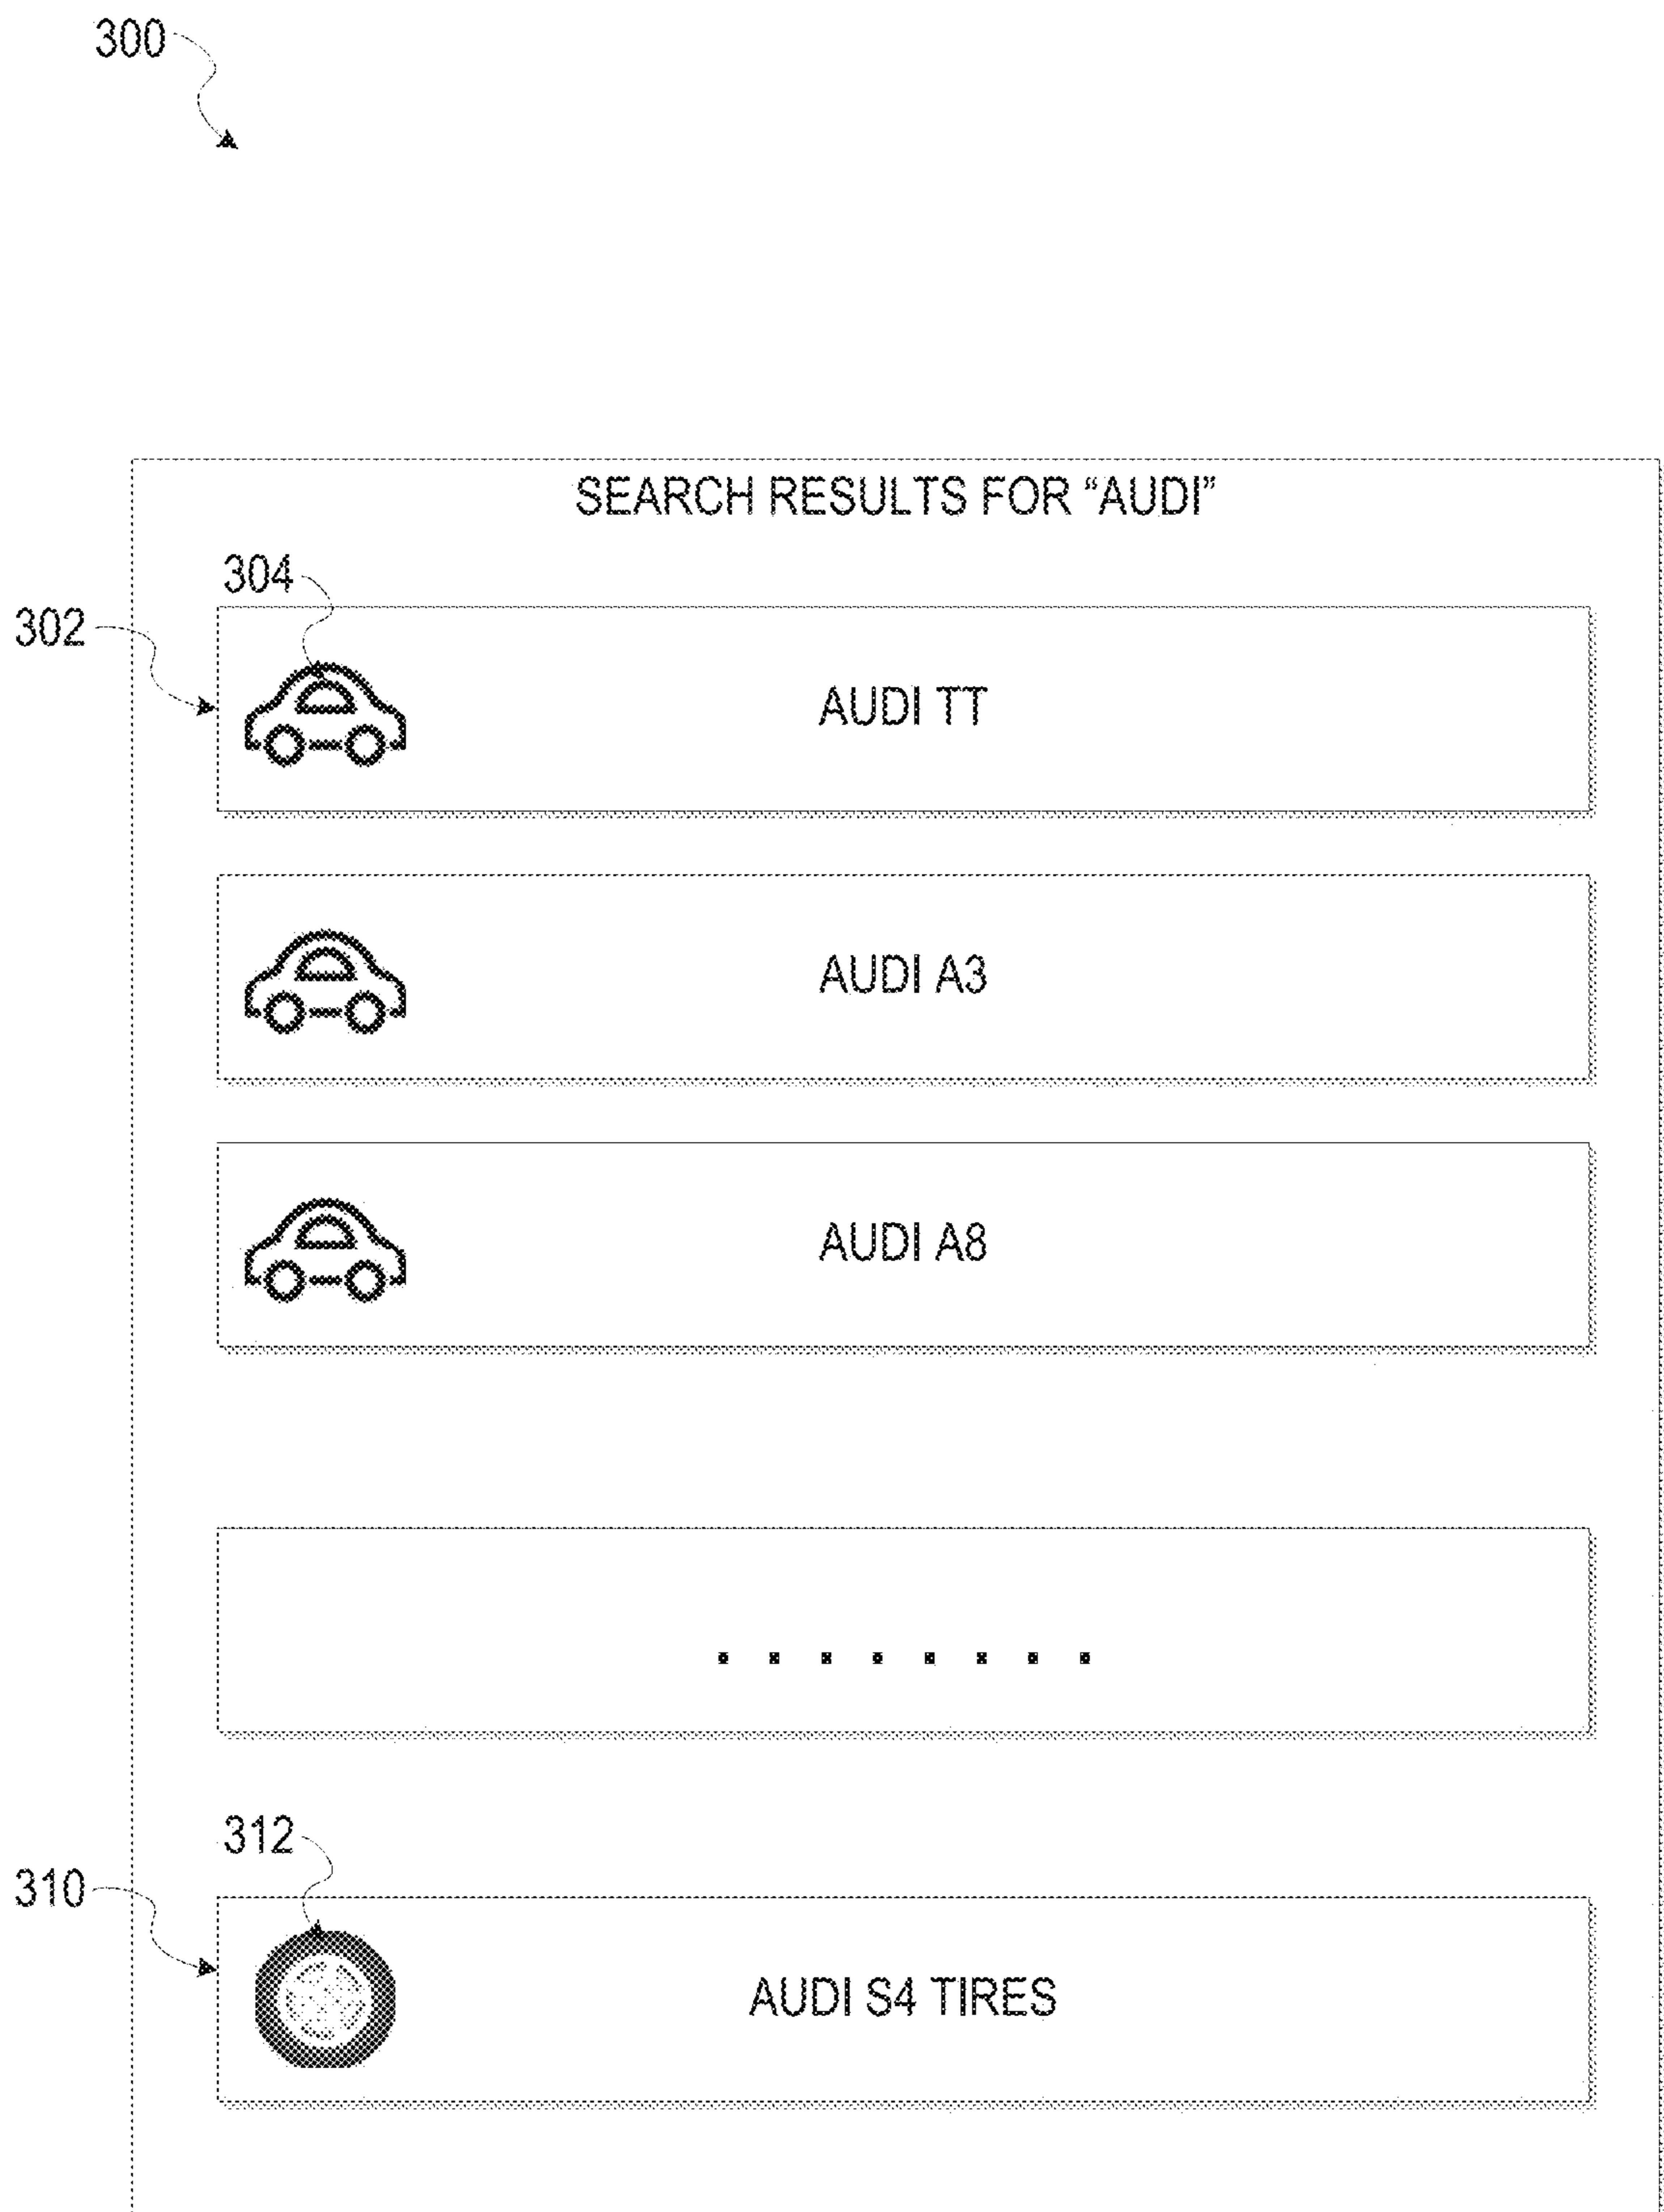 300
SEARCH RESULTS FOR “AUDI”
304
302
AUDI TT
AUDI A3
AUDI A8
. . . . . . . .
312
310
AUDI S4 TIRES